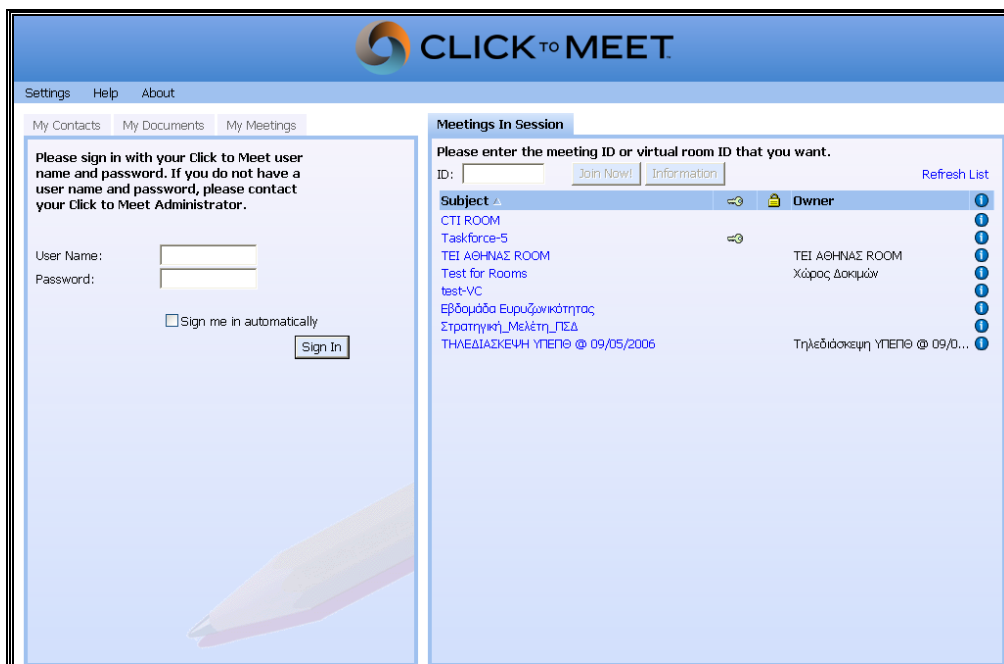 CLICK TO MEET
Settings Help About
My Contacts My Documents My Meetings
Please sign in with your Click to Meet user
name and password. If you do not have a
user name and password, please contact
your Click to Meet Administrator.
User Name:
Password:
Sign me in automatically
Sign In
Meetings In Session
Please enter the meeting ID or virtual room ID that you want.
ID: Join Now! Information Refresh List
Subject Owner
CTI ROOM
Taskforce-5
ΤΕΙ ΑΘΗΝΑΣ ROOM ΤΕΙ ΑΘΗΝΑΣ ROOM
Test for Rooms Χώρος Δοκιμών
test-VC
Εβδομάδα Ευρυζωνικότητας
Στρατηγική_Μελέτη_ΠΣΔ
ΤΗΛΕΔΙΑΣΚΕΨΗ ΥΠΕΠΘ @ 09/05/2006 Τηλεδιάσκεψη ΥΠΕΠΘ @ 09/0...